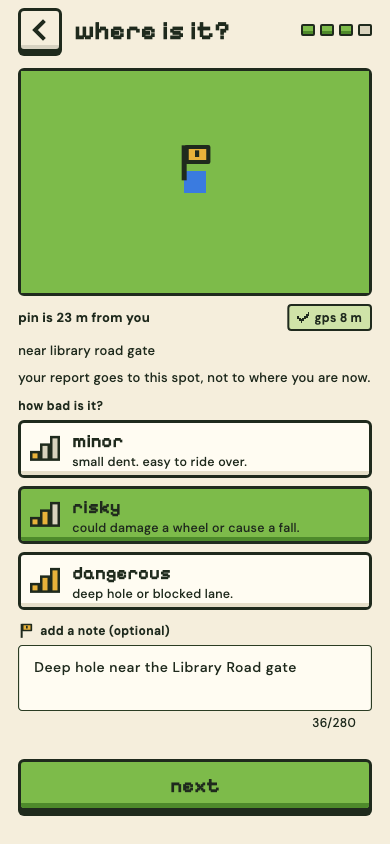 where is it?
pin is 23 m from you
gps 8 m
near library road gate
your report goes to this spot, not to where you are now.
how bad is it?
minor
small dent. easy to ride over.
risky
could damage a wheel or cause a fall.
dangerous
deep hole or blocked lane.
add a note (optional)
Deep hole near the Library Road gate
36/280
next